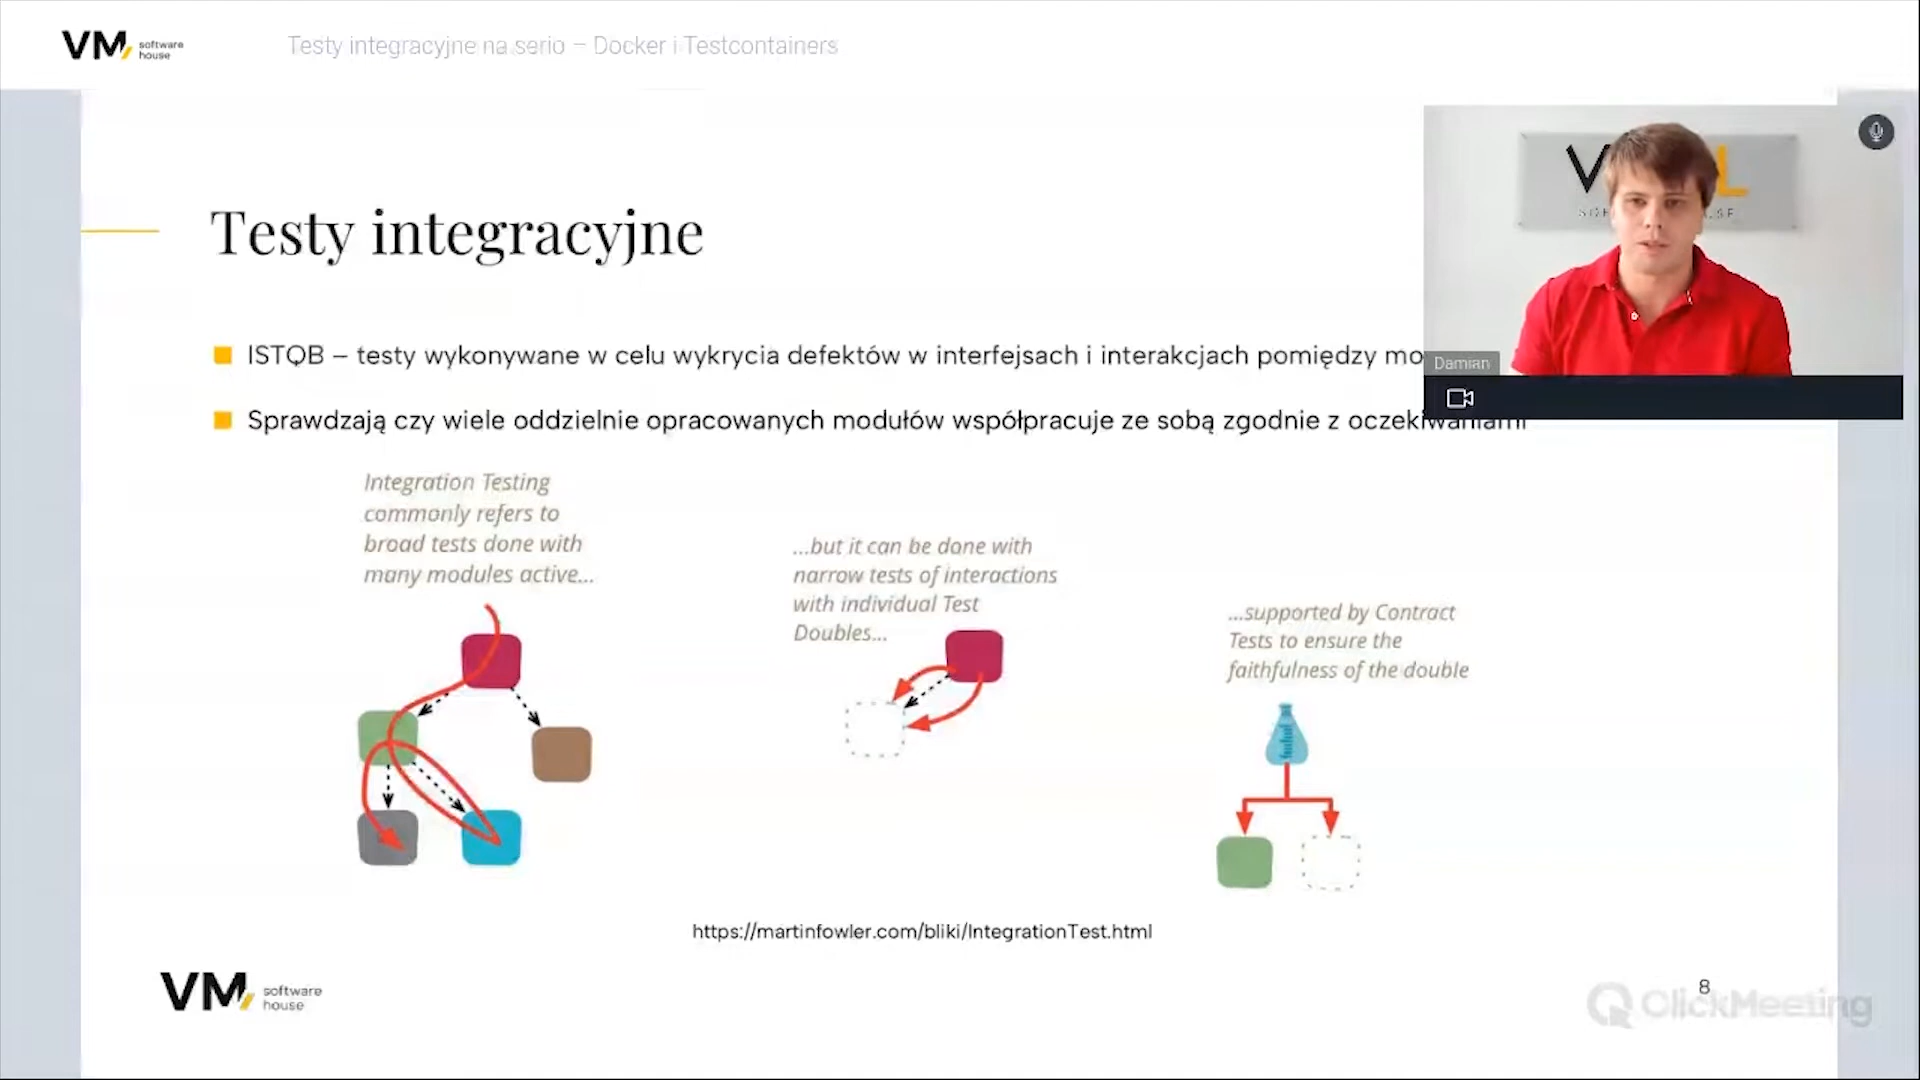 VM software house
Testy integracyjne na serio – Docker i Testcontainers
Testy integracyjne
ISTQB – testy wykonywane w celu wykrycia defektów w interfejsach i interakcjach pomiędzy mo
Damian
Sprawdzają czy wiele oddzielnie opracowanych modułów współpracuje ze sobą zgodnie z oczekiwaniami
Integration Testing
commonly refers to
broad tests done with
many modules active...
...but it can be done with
narrow tests of interactions
with individual Test
Doubles...
...supported by Contract
Tests to ensure the
faithfulness of the double
https://martinfowler.com/bliki/IntegrationTest.html
VM software house
8
ClickMeeting